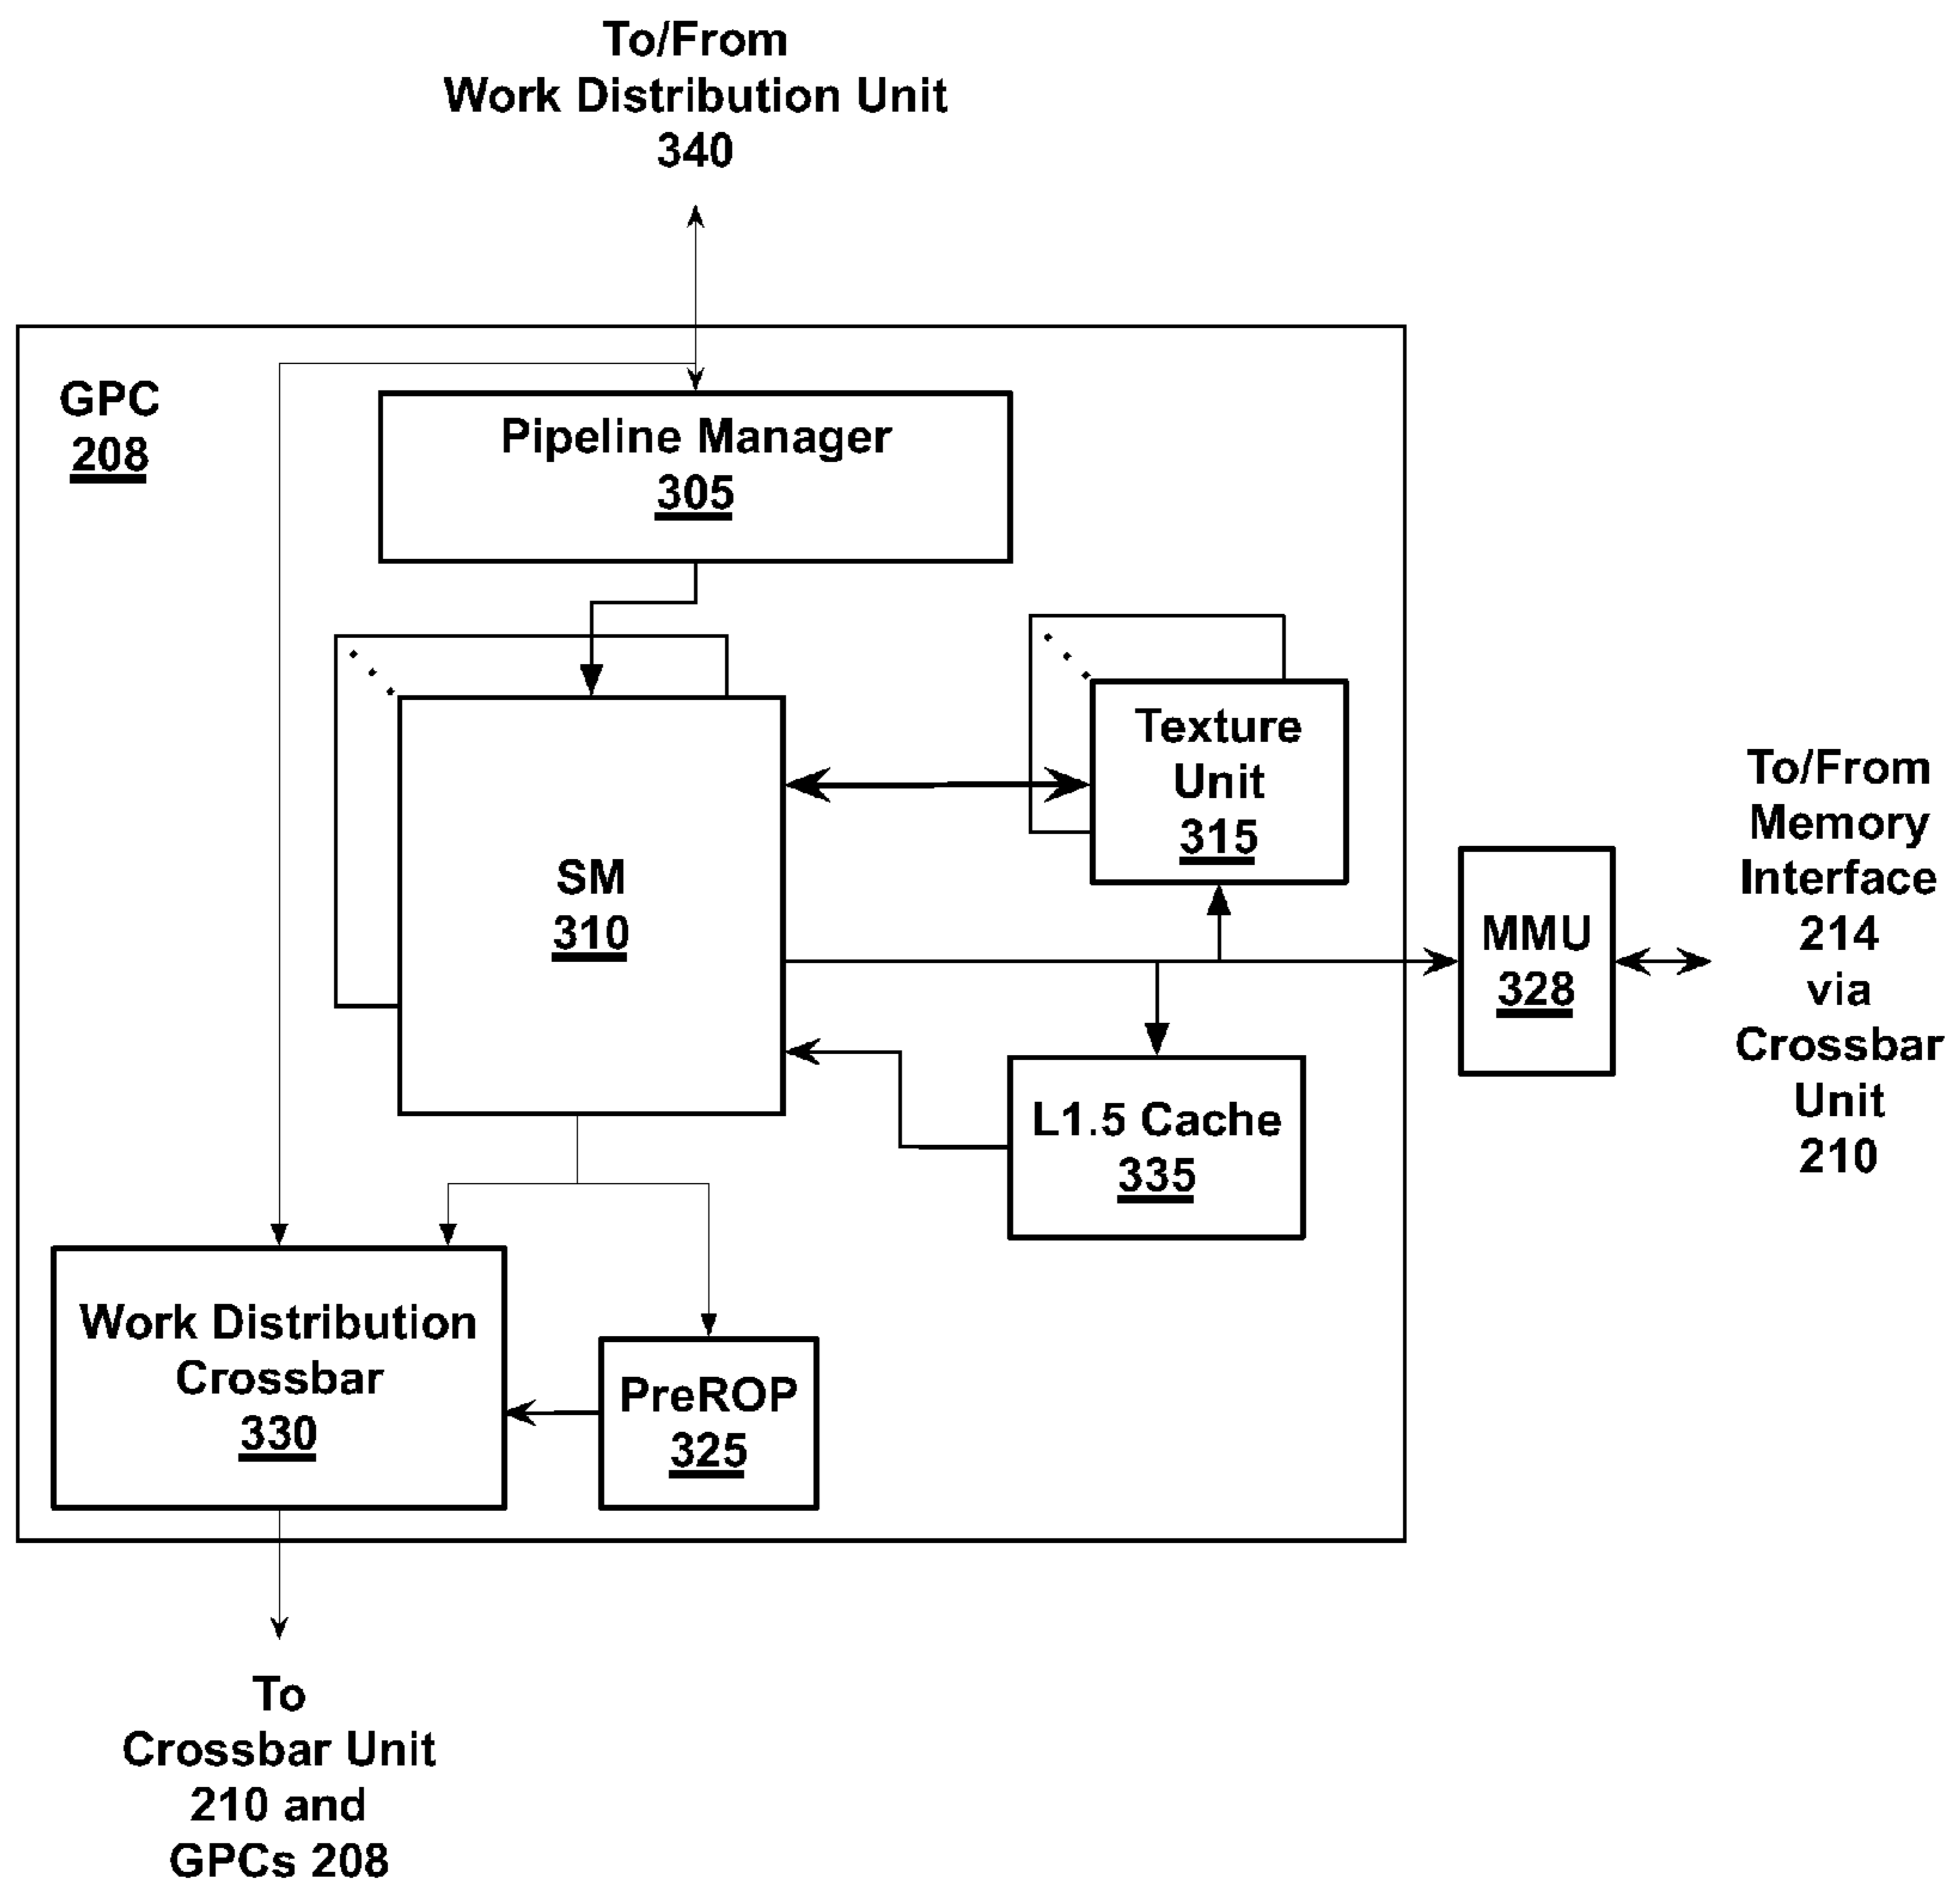 To/From
Work Distribution Unit
340
GPC
208
Pipeline Manager
305
Texture
Unit
315
SM
310
MMU
328
To/From
Memory
Interface
214
via
Crossbar
Unit
210
L1.5 Cache
335
Work Distribution
Crossbar
330
PreROP
325
To
Crossbar Unit
210 and
GPCs 208